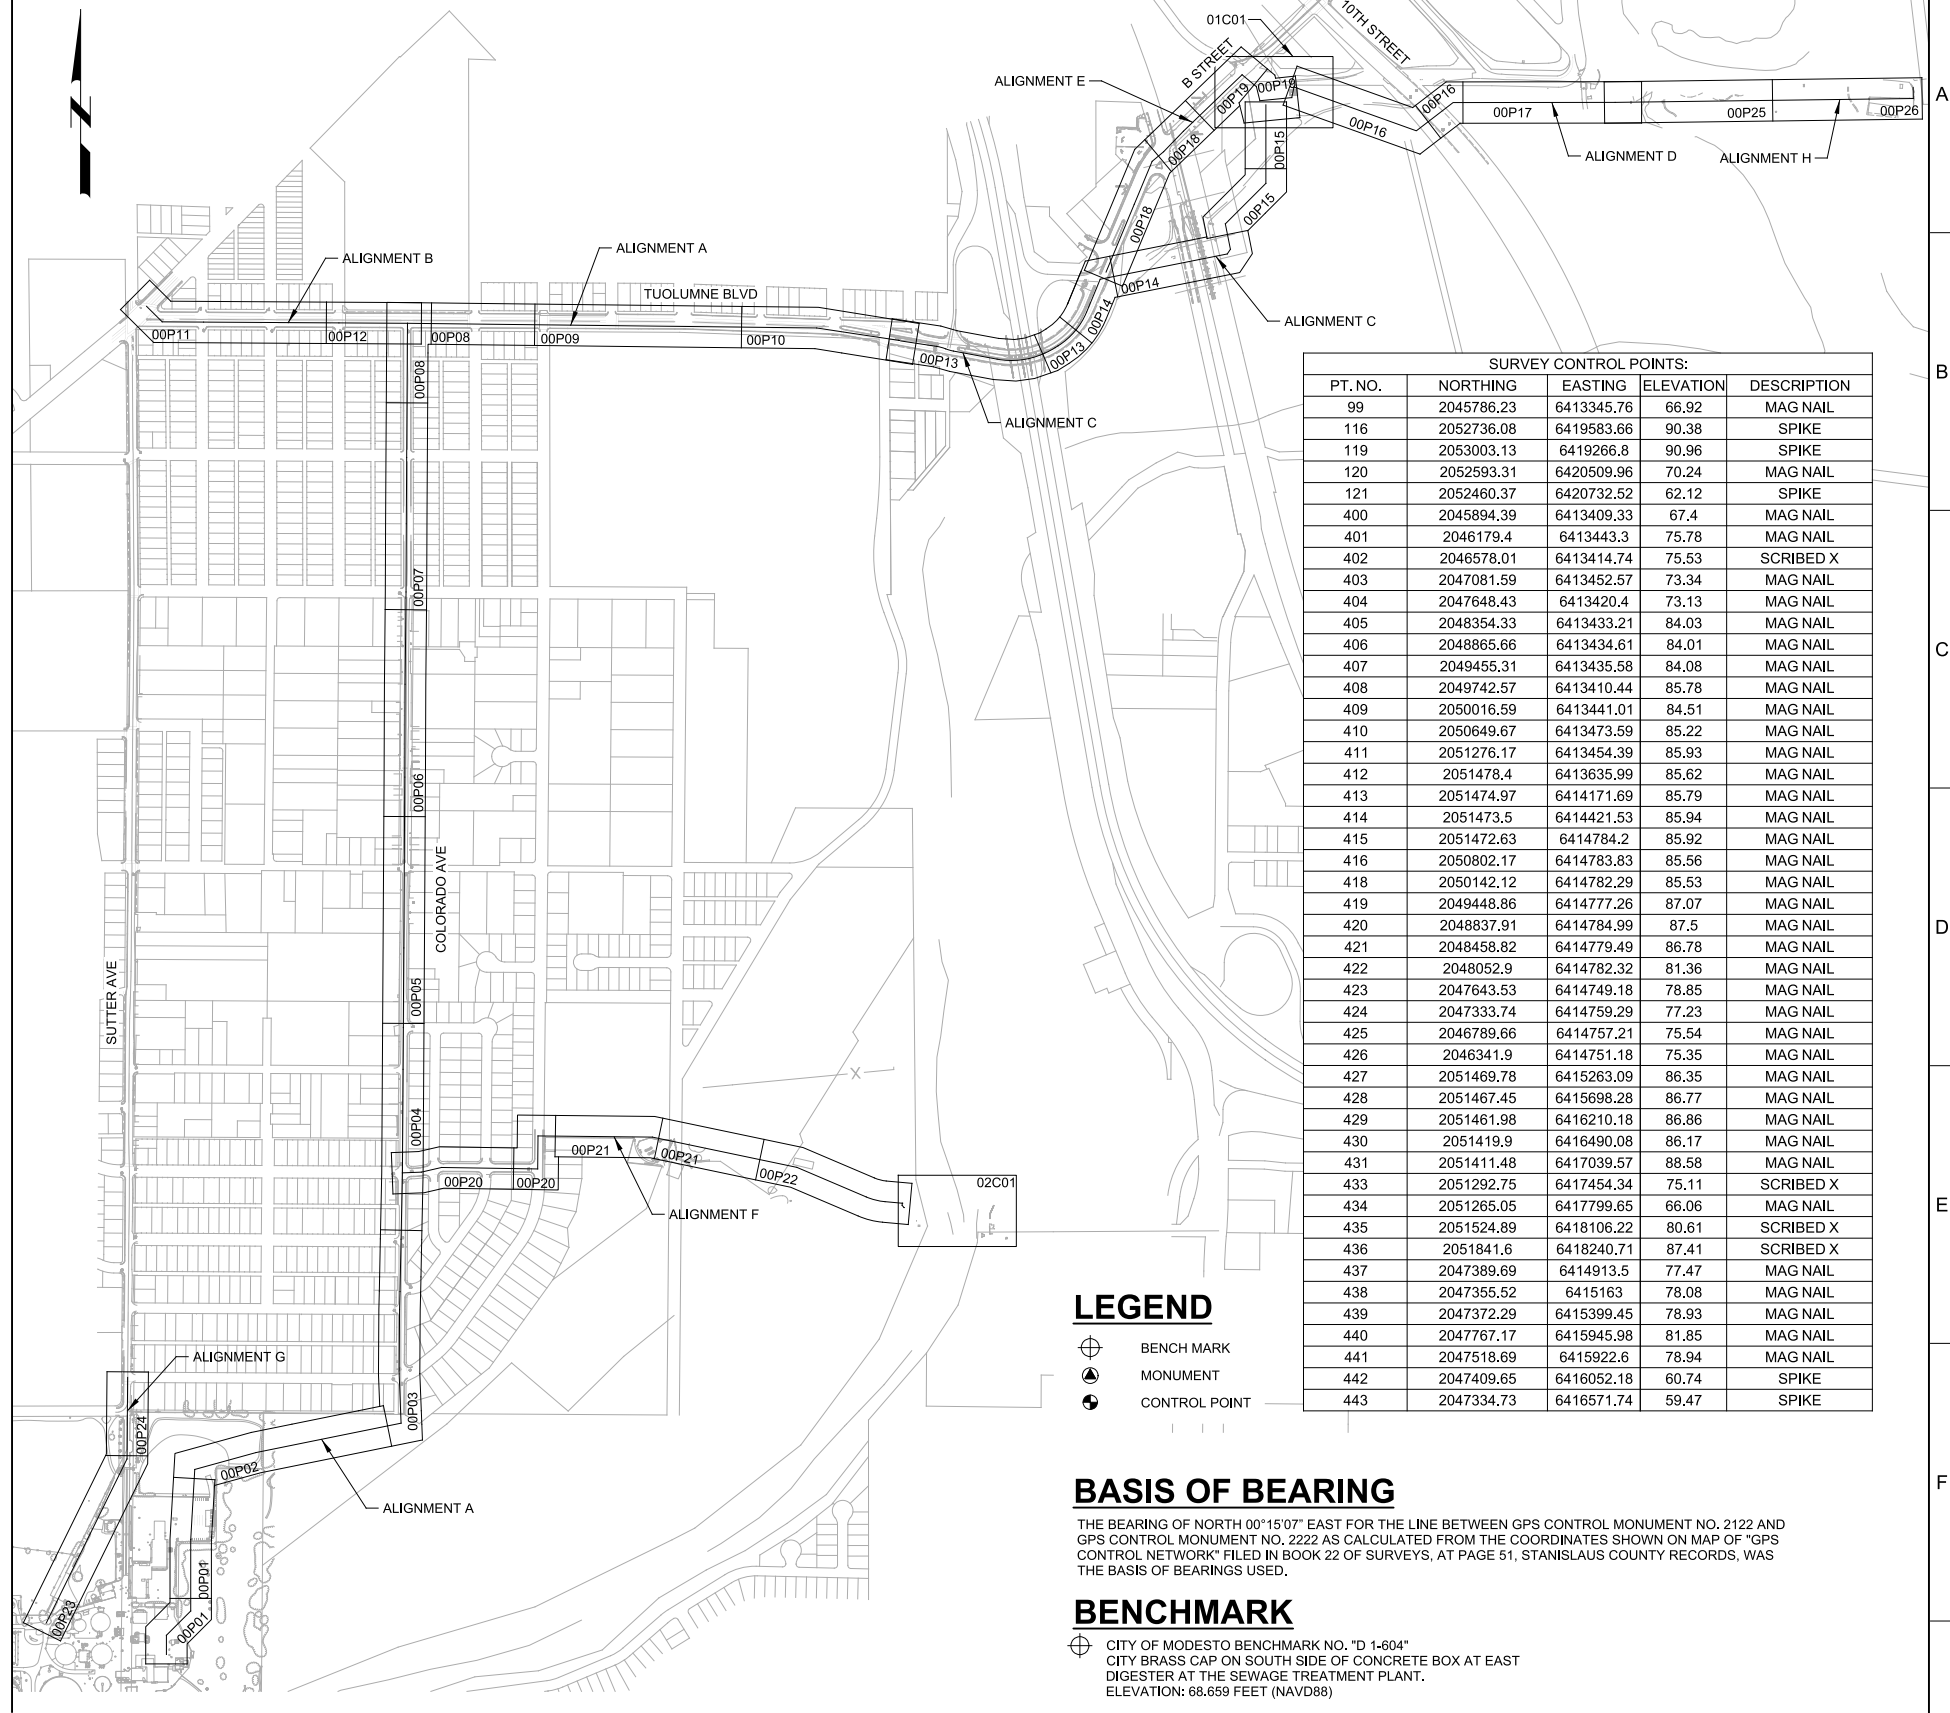 N
01C01
10TH STREET
B STREET
ALIGNMENT E
00P19
00P19
00P16
00P16
00P17
00P25
00P26
A
00P18
00P15
ALIGNMENT D
ALIGNMENT H
00P18
00P15
ALIGNMENT B
ALIGNMENT A
TUOLUMNE BLVD
00P14
00P14
ALIGNMENT C
00P11
00P12
00P08
00P09
00P10
00P13
00P13
00P08
ALIGNMENT C
B
SURVEY CONTROL POINTS:
PT. NO. NORTHING EASTING ELEVATION DESCRIPTION
99 2045786.23 6413345.76 66.92 MAG NAIL
116 2052736.08 6419583.66 90.38 SPIKE
119 2053003.13 6419266.8 90.96 SPIKE
120 2052593.31 6420509.96 70.24 MAG NAIL
121 2052460.37 6420732.52 62.12 SPIKE
400 2045894.39 6413409.33 67.4 MAG NAIL
401 2046179.4 6413443.3 75.78 MAG NAIL
402 2046578.01 6413414.74 75.53 SCRIBED X
403 2047081.59 6413452.57 73.34 MAG NAIL
404 2047648.43 6413420.4 73.13 MAG NAIL
405 2048354.33 6413433.21 84.03 MAG NAIL
406 2048865.66 6413434.61 84.01 MAG NAIL
407 2049455.31 6413435.58 84.08 MAG NAIL
408 2049742.57 6413410.44 85.78 MAG NAIL
409 2050016.59 6413441.01 84.51 MAG NAIL
410 2050649.67 6413473.59 85.22 MAG NAIL
411 2051276.17 6413454.39 85.93 MAG NAIL
412 2051478.4 6413635.99 85.62 MAG NAIL
413 2051474.97 6414171.69 85.79 MAG NAIL
414 2051473.5 6414421.53 85.94 MAG NAIL
415 2051472.63 6414784.2 85.92 MAG NAIL
416 2050802.17 6414783.83 85.56 MAG NAIL
418 2050142.12 6414782.29 85.53 MAG NAIL
419 2049448.86 6414777.26 87.07 MAG NAIL
420 2048837.91 6414784.99 87.5 MAG NAIL
421 2048458.82 6414779.49 86.78 MAG NAIL
422 2048052.9 6414782.32 81.36 MAG NAIL
423 2047643.53 6414749.18 78.85 MAG NAIL
424 2047333.74 6414759.29 77.23 MAG NAIL
425 2046789.66 6414757.21 75.54 MAG NAIL
426 2046341.9 6414751.18 75.35 MAG NAIL
427 2051469.78 6415263.09 86.35 MAG NAIL
428 2051467.45 6415698.28 86.77 MAG NAIL
429 2051461.98 6416210.18 86.86 MAG NAIL
430 2051419.9 6416490.08 86.17 MAG NAIL
431 2051411.48 6417039.57 88.58 MAG NAIL
433 2051292.75 6417454.34 75.11 SCRIBED X
434 2051265.05 6417799.65 66.06 MAG NAIL
435 2051524.89 6418106.22 80.61 SCRIBED X
436 2051841.6 6418240.71 87.41 SCRIBED X
437 2047389.69 6414913.5 77.47 MAG NAIL
438 2047355.52 6415163 78.08 MAG NAIL
439 2047372.29 6415399.45 78.93 MAG NAIL
440 2047767.17 6415945.98 81.85 MAG NAIL
441 2047518.69 6415922.6 78.94 MAG NAIL
442 2047409.65 6416052.18 60.74 SPIKE
443 2047334.73 6416571.74 59.47 SPIKE
00P07
C
00P06
COLORADO AVE
D
SUTTER AVE
00P05
X
00P04
00P21
00P21
00P22
00P20
00P20
02C01
ALIGNMENT F
E
LEGEND
BENCH MARK
MONUMENT
CONTROL POINT
ALIGNMENT G
00P24
00P03
00P02
ALIGNMENT A
F
00P01
00P01
00P23
BASIS OF BEARING
THE BEARING OF NORTH 00°15'07" EAST FOR THE LINE BETWEEN GPS CONTROL MONUMENT NO. 2122 AND
GPS CONTROL MONUMENT NO. 2222 AS CALCULATED FROM THE COORDINATES SHOWN ON MAP OF "GPS
CONTROL NETWORK" FILED IN BOOK 22 OF SURVEYS, AT PAGE 51, STANISLAUS COUNTY RECORDS, WAS
THE BASIS OF BEARINGS USED.
BENCHMARK
CITY OF MODESTO BENCHMARK NO. "D 1-604"
CITY BRASS CAP ON SOUTH SIDE OF CONCRETE BOX AT EAST
DIGESTER AT THE SEWAGE TREATMENT PLANT.
ELEVATION: 68.659 FEET (NAVD88)